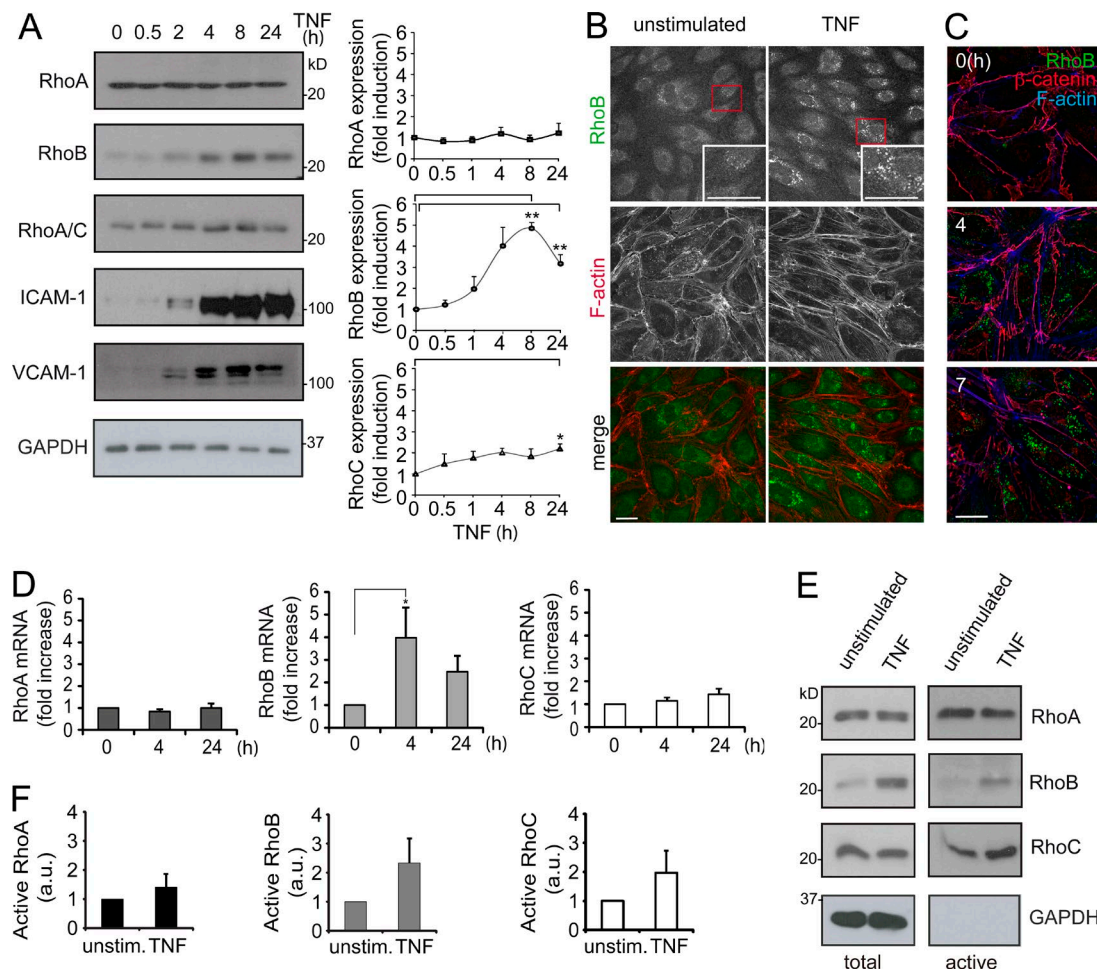 A
0 0.5 2 4 8 24 TNF (h)
kD
RhoA
20
RhoB
20
RhoA/C
20
ICAM-1
100
VCAM-1
100
GAPDH
37
RhoA expression
(fold induction)
6
5
4
3
2
1
0
0 0.5 1 4 8 24
RhoB expression
(fold induction)
6
5
4
3
2
1
0
**
**
0 0.5 1 4 8 24
RhoC expression
(fold induction)
6
5
4
3
2
1
0
*
0 0.5 1 4 8 24
TNF (h)
B
unstimulated TNF
RhoB
F-actin
merge
C
0(h)
RhoB
β-catenin
F-actin
4
7
D
RhoA mRNA
(fold increase)
6
5
4
3
2
1
0
0 4 24 (h)
RhoB mRNA
(fold increase)
6
5
4
3
2
1
0
*
0 4 24 (h)
RhoC mRNA
(fold increase)
6
5
4
3
2
1
0
0 4 24 (h)
E
unstimulated TNF unstimulated TNF
kD
20
RhoA
20
RhoB
20
RhoC
37
GAPDH
total active
F
Active RhoA
(a.u.)
4
3
2
1
0
unstim. TNF
Active RhoB
(a.u.)
4
3
2
1
0
unstim. TNF
Active RhoC
(a.u.)
4
3
2
1
0
unstim. TNF